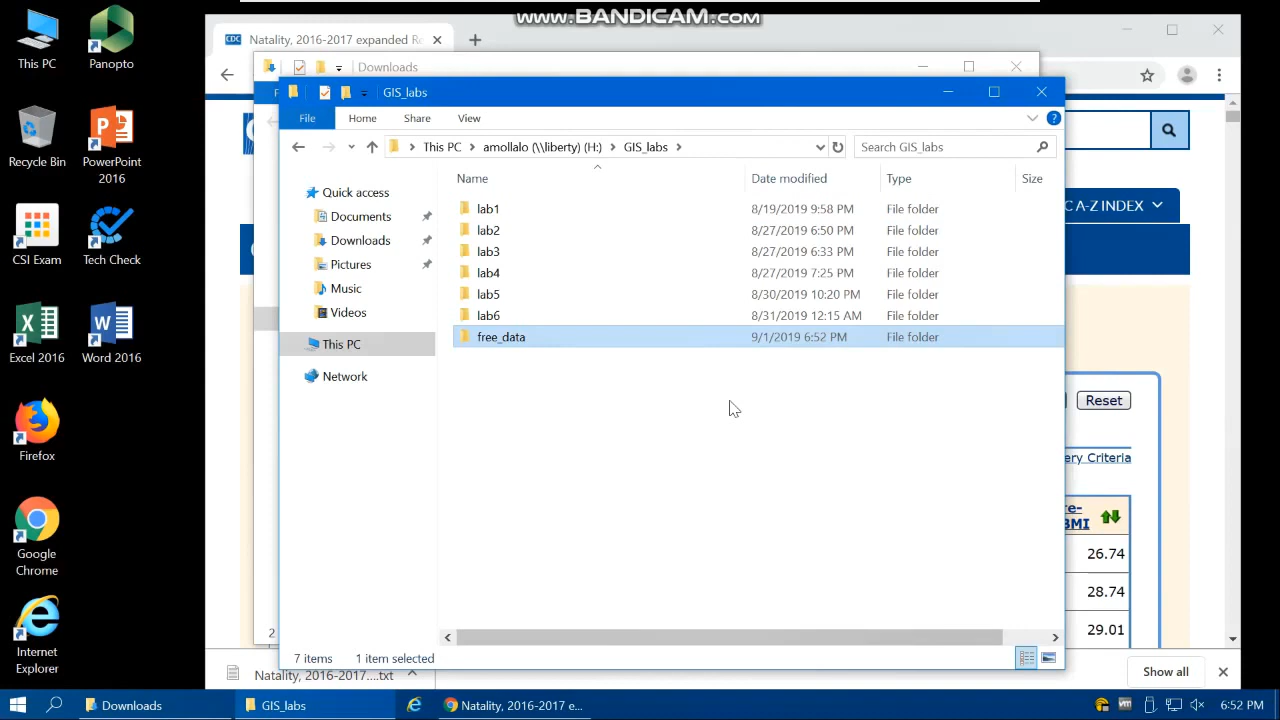 www.BANDICAM.com
This PC
Panopto
Recycle Bin
PowerPoint 2016
CSI Exam
Tech Check
Excel 2016
Word 2016
Firefox
Google Chrome
Internet Explorer
CDC
Natality, 2016-2017 expanded Re
Downloads
GIS_labs
File
Home
Share
View
This PC
amollalo (\\liberty) (H:)
GIS_labs
Search GIS_labs
Name
Date modified
Type
Size
Quick access
Documents
Downloads
Pictures
Music
Videos
This PC
Network
lab1 8/19/2019 9:58 PM File folder
lab2 8/27/2019 6:50 PM File folder
lab3 8/27/2019 6:33 PM File folder
lab4 8/27/2019 7:25 PM File folder
lab5 8/30/2019 10:20 PM File folder
lab6 8/31/2019 12:15 AM File folder
free_data 9/1/2019 6:52 PM File folder
7 items 1 item selected
C A-Z INDEX
Reset
ery Criteria
re-
BMI
26.74
28.74
29.01
2
Natality, 2016-2017....txt
Show all
Downloads
GIS_labs
Natality, 2016-2017 e...
6:52 PM